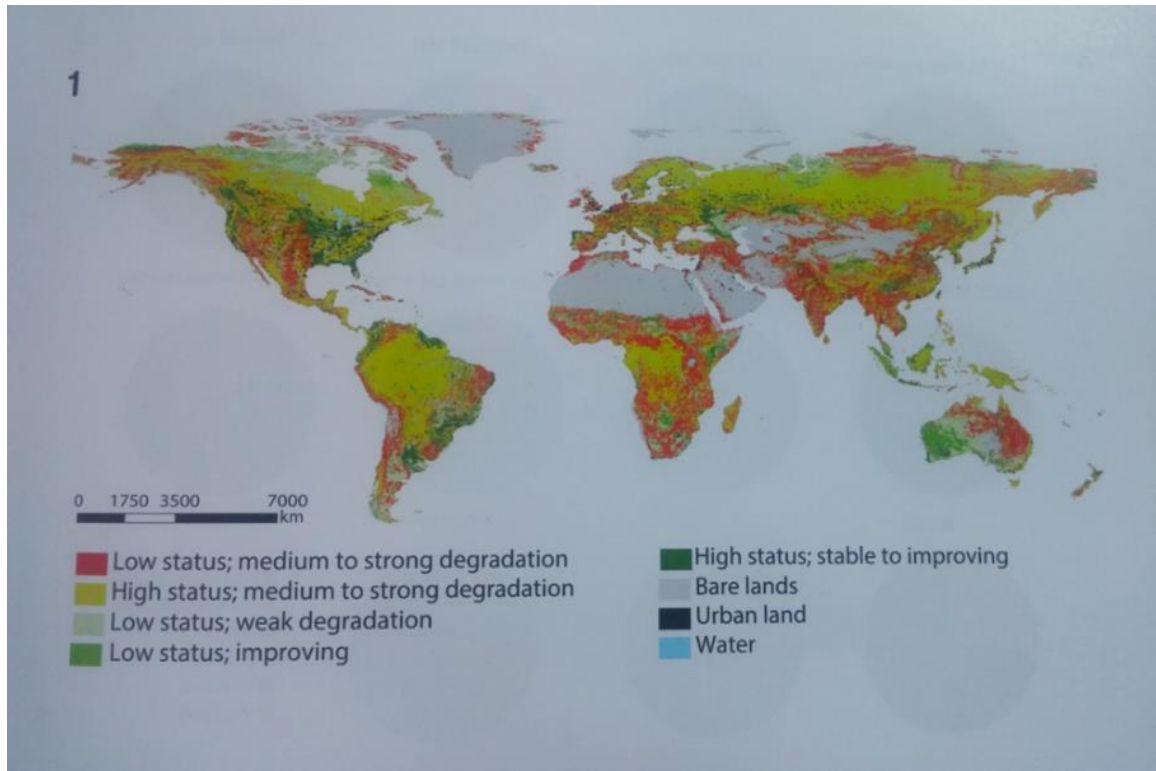 1
0 1750 3500 7000
km
Low status; medium to strong degradation
High status; medium to strong degradation
Low status; weak degradation
Low status; improving
High status; stable to improving
Bare lands
Urban land
Water